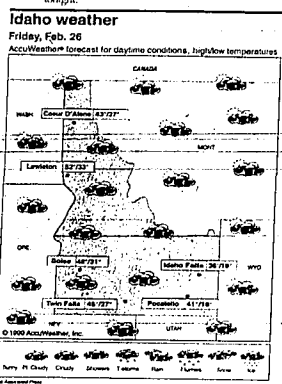 Idaho weather
Friday, Feb. 26
AccuWeather® forecast for daytime conditions, high/low temperatures
CANADA
WASH
Coeur D'Alene 43°/27°
MONT
Lewiston 52°/33°
ORE
Boise 48°/31°
Idaho Falls 36°/19°
WYO
Twin Falls 45°/27°
Pocatello 41°/18°
NEV
UTAH
© 1999 AccuWeather, Inc.
Sunny Pt. Cloudy Cloudy Showers T-storms Rain Flurries Snow Ice